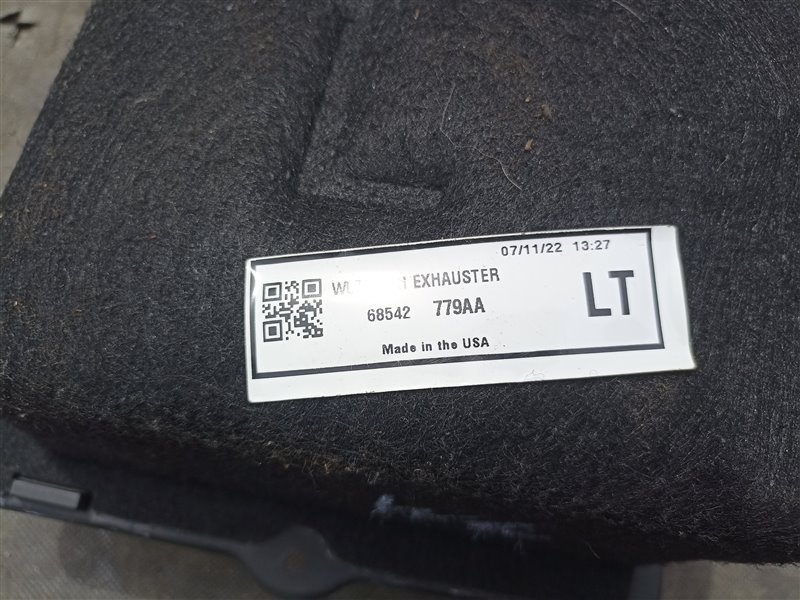 07/11/22 13:27
EXHAUSTER
LT
68542 779AA
Made in the USA